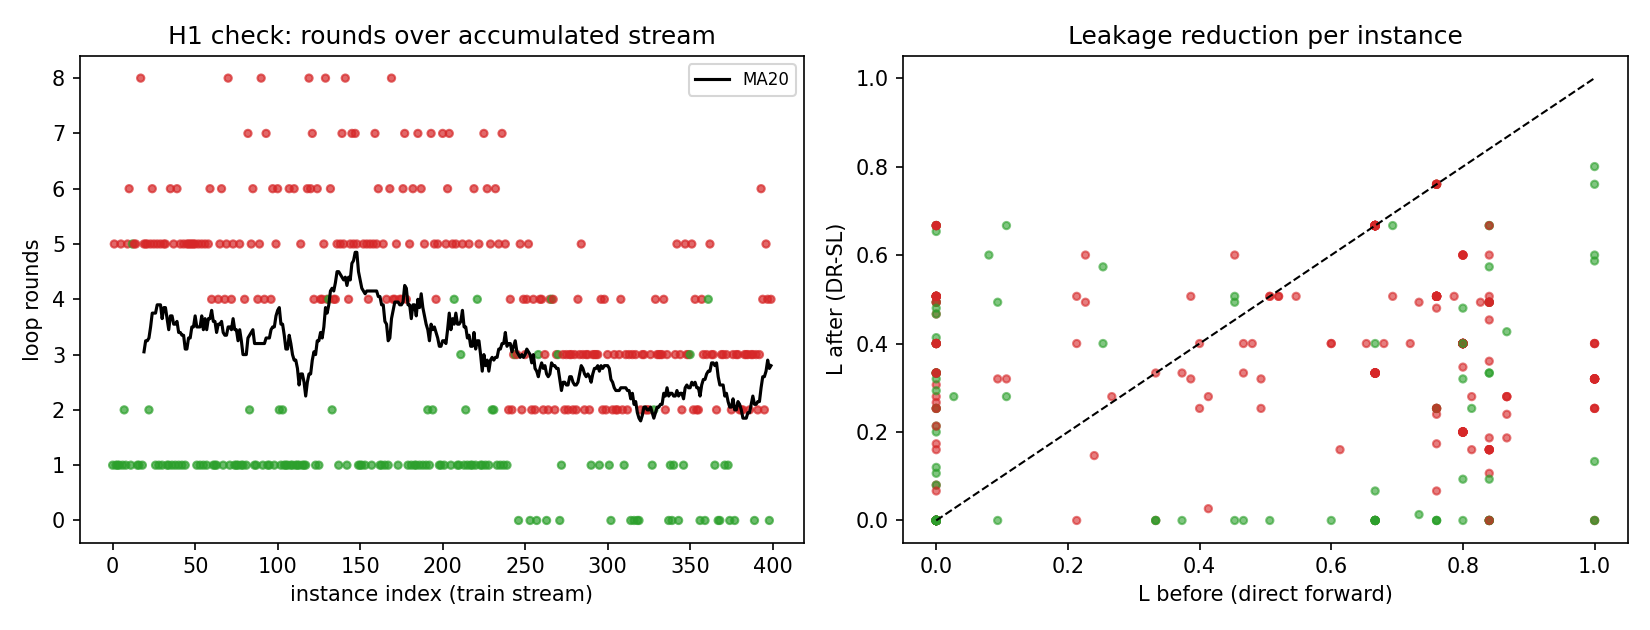 H1 check: rounds over accumulated stream
MA20
loop rounds
8
7
6
5
4
3
2
1
0
0 50 100 150 200 250 300 350 400
instance index (train stream)
Leakage reduction per instance
L after (DR-SL)
1.0
0.8
0.6
0.4
0.2
0.0
0.0 0.2 0.4 0.6 0.8 1.0
L before (direct forward)